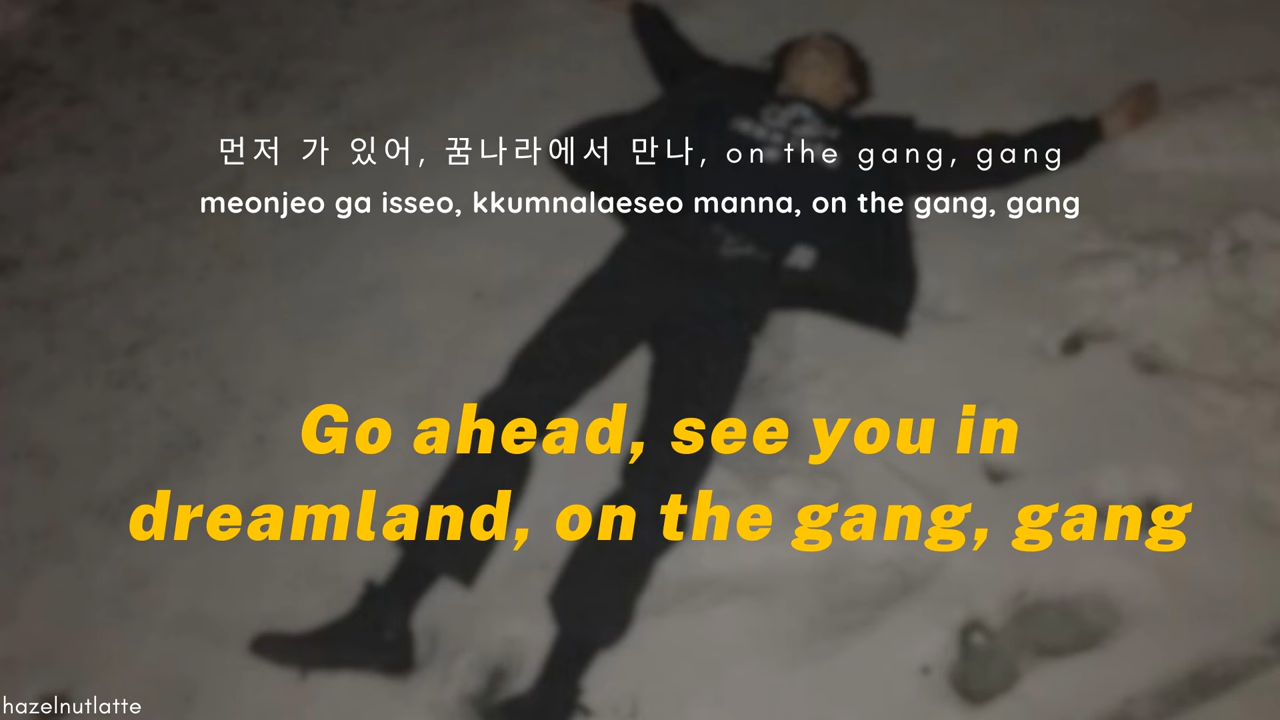 먼저 가 있어, 꿈나라에서 만나, on the gang, gang
meonjeo ga isseo, kkumnalaeseo manna, on the gang, gang
Go ahead, see you in
dreamland, on the gang, gang
hazelnutlatte